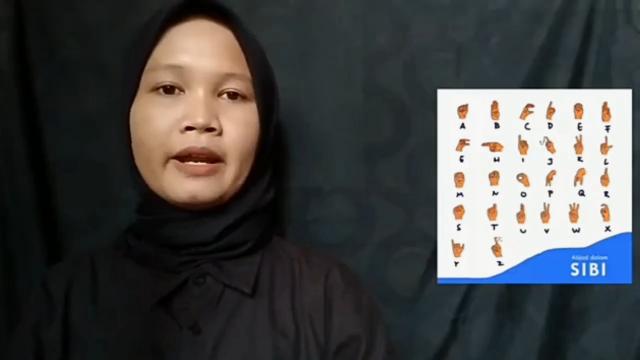 A B C D E F
G H I J K L
M N O P Q R
S T U V W X
Y Z
Abjad dalam
SIBI